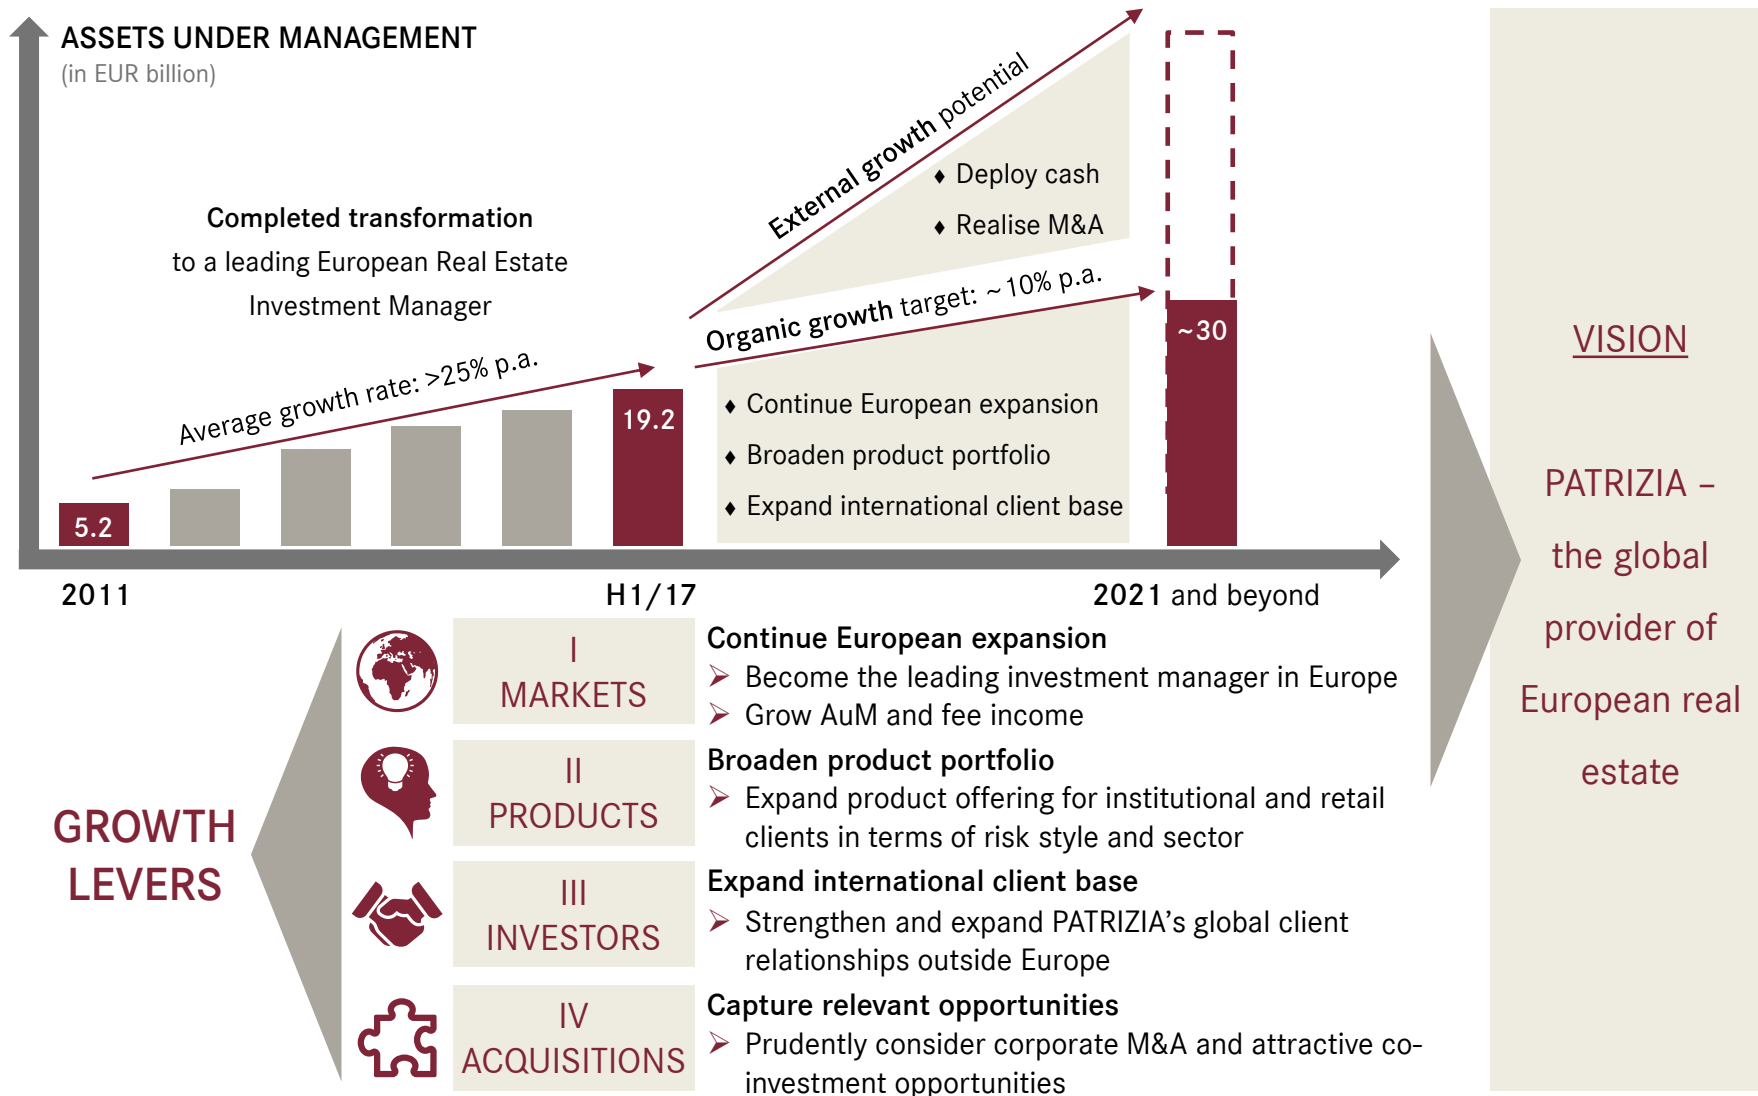 ASSETS UNDER MANAGEMENT
(in EUR billion)
Completed transformation
to a leading European Real Estate
Investment Manager
Average growth rate: >25% p.a.
External growth potential
♦ Deploy cash
♦ Realise M&A
Organic growth target: ~10% p.a.
♦ Continue European expansion
♦ Broaden product portfolio
♦ Expand international client base
5.2
19.2
~30
2011
H1/17
2021 and beyond
GROWTH
LEVERS
I
MARKETS
Continue European expansion
➢ Become the leading investment manager in Europe
➢ Grow AuM and fee income
II
PRODUCTS
Broaden product portfolio
➢ Expand product offering for institutional and retail
clients in terms of risk style and sector
III
INVESTORS
Expand international client base
➢ Strengthen and expand PATRIZIA’s global client
relationships outside Europe
IV
ACQUISITIONS
Capture relevant opportunities
➢ Prudently consider corporate M&A and attractive co-
investment opportunities
VISION
PATRIZIA –
the global
provider of
European real
estate